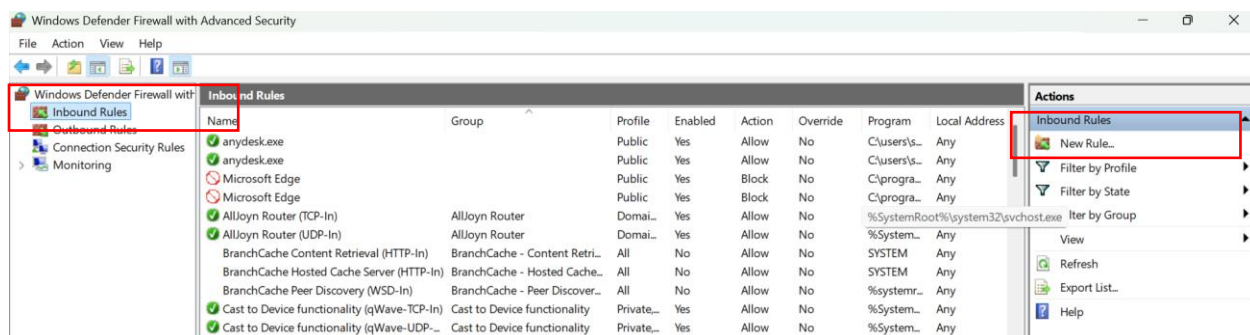 Windows Defender Firewall with Advanced Security
File Action View Help
Windows Defender Firewall with
Inbound Rules
Outbound Rules
Connection Security Rules
Monitoring
Inbound Rules
Name Group Profile Enabled Action Override Program Local Address
anydesk.exe Public Yes Allow No C:\users\s... Any
anydesk.exe Public Yes Allow No C:\users\s... Any
Microsoft Edge Public Yes Block No C:\progra... Any
Microsoft Edge Public Yes Block No C:\progra... Any
AllJoyn Router (TCP-In) AllJoyn Router Domai... Yes Allow No %SystemRoot%\system32\svchost.exe
AllJoyn Router (UDP-In) AllJoyn Router Domai... Yes Allow No %System... Any
BranchCache Content Retrieval (HTTP-In) BranchCache - Content Retri... All No Allow No SYSTEM Any
BranchCache Hosted Cache Server (HTTP-In) BranchCache - Hosted Cache... All No Allow No SYSTEM Any
BranchCache Peer Discovery (WSD-In) BranchCache - Peer Discover... All No Allow No %systemr... Any
Cast to Device functionality (qWave-TCP-In) Cast to Device functionality Private,... Yes Allow No %System... Any
Cast to Device functionality (qWave-UDP-... Cast to Device functionality Private,... Yes Allow No %System... Any
Actions
Inbound Rules
New Rule...
Filter by Profile
Filter by State
lter by Group
View
Refresh
Export List...
Help